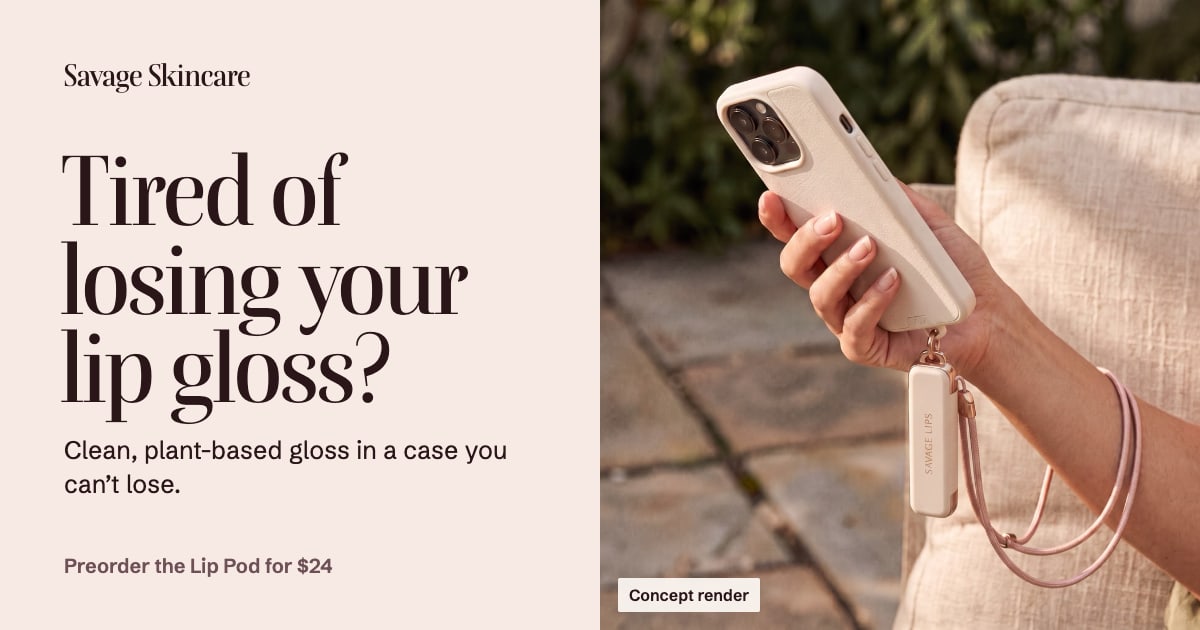 Savage Skincare
Tired of
losing your
lip gloss?
Clean, plant-based gloss in a case you
can’t lose.
Preorder the Lip Pod for $24
SAVAGE LIPS
Concept render